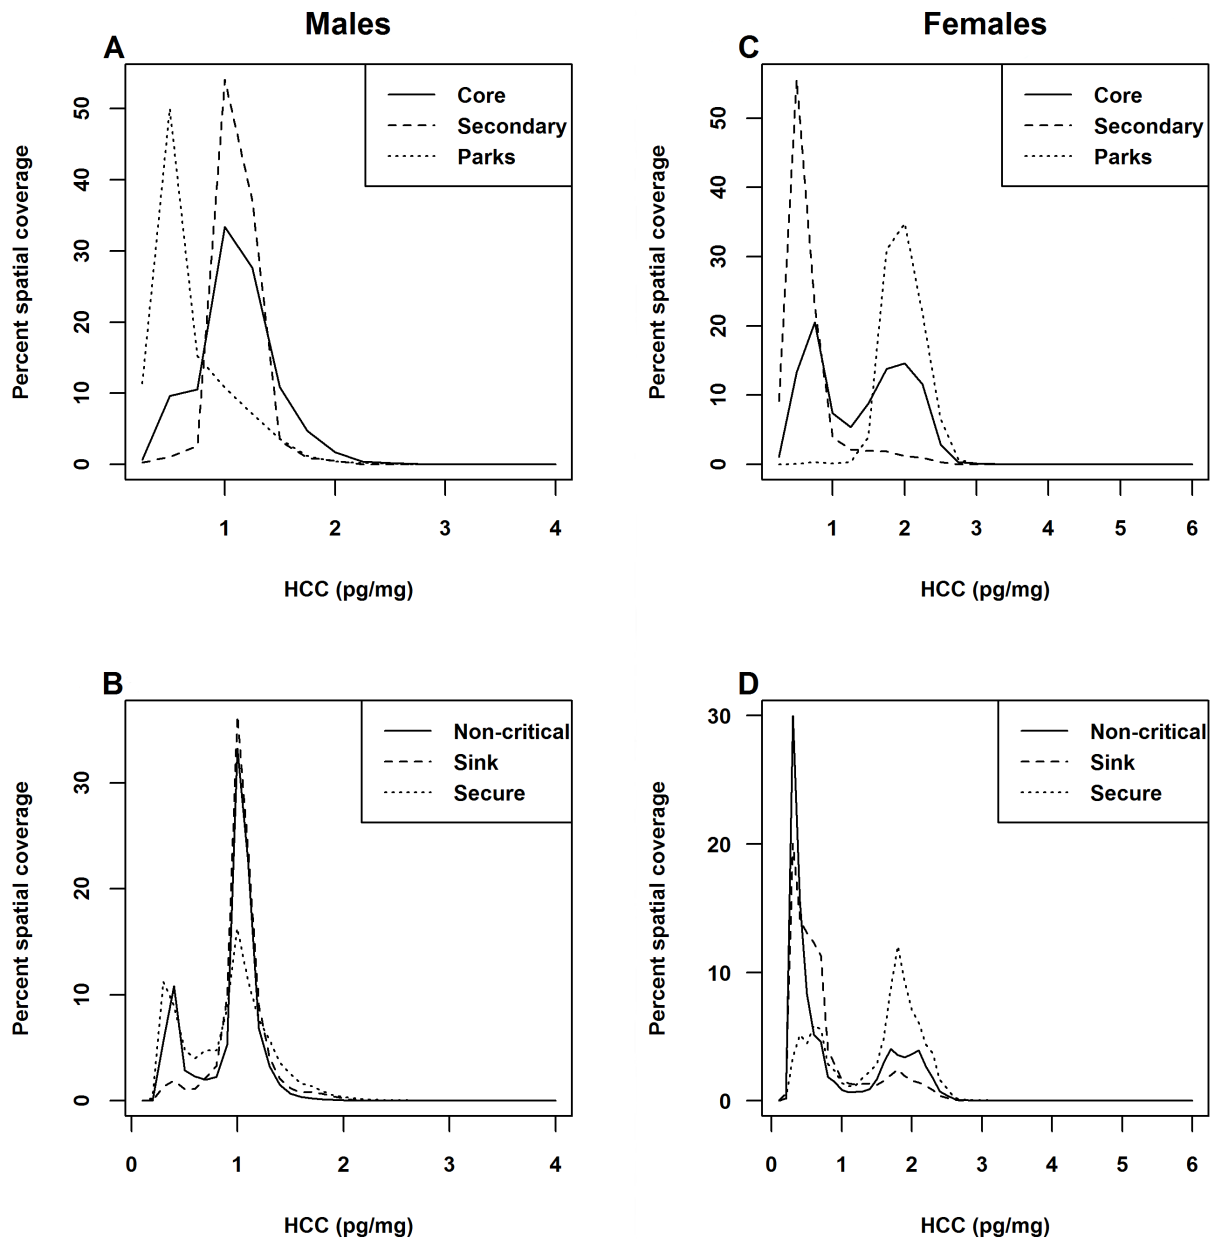 Males
A
Core
Secondary
Parks
Percent spatial coverage
0
10
20
30
40
50
1
2
3
4
HCC (pg/mg)
Females
C
Core
Secondary
Parks
Percent spatial coverage
0
10
20
30
40
50
1
2
3
4
5
6
HCC (pg/mg)
B
Non-critical
Sink
Secure
Percent spatial coverage
0
10
20
30
0
1
2
3
4
HCC (pg/mg)
D
Non-critical
Sink
Secure
Percent spatial coverage
0
10
20
30
0
1
2
3
4
5
6
HCC (pg/mg)